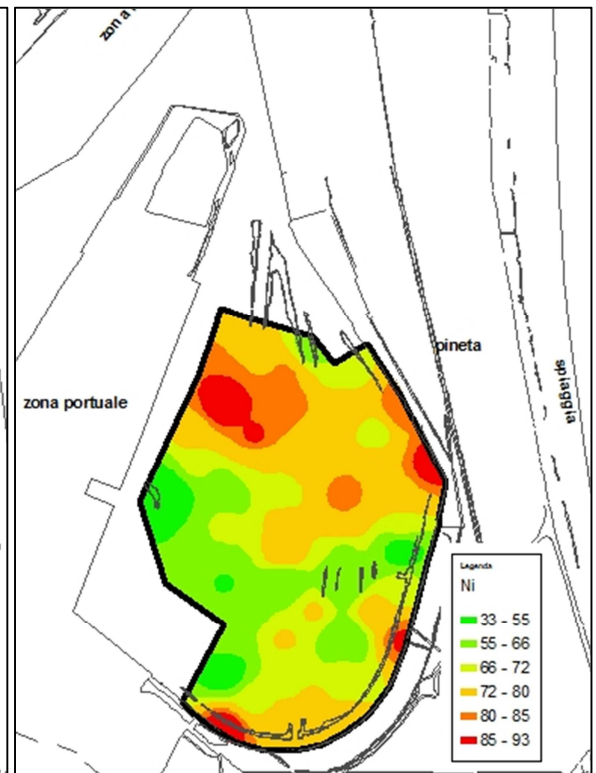 zona
pineta
zona portuale
spiaggia
Legenda
Ni
33 - 55
55 - 66
66 - 72
72 - 80
80 - 85
85 - 93